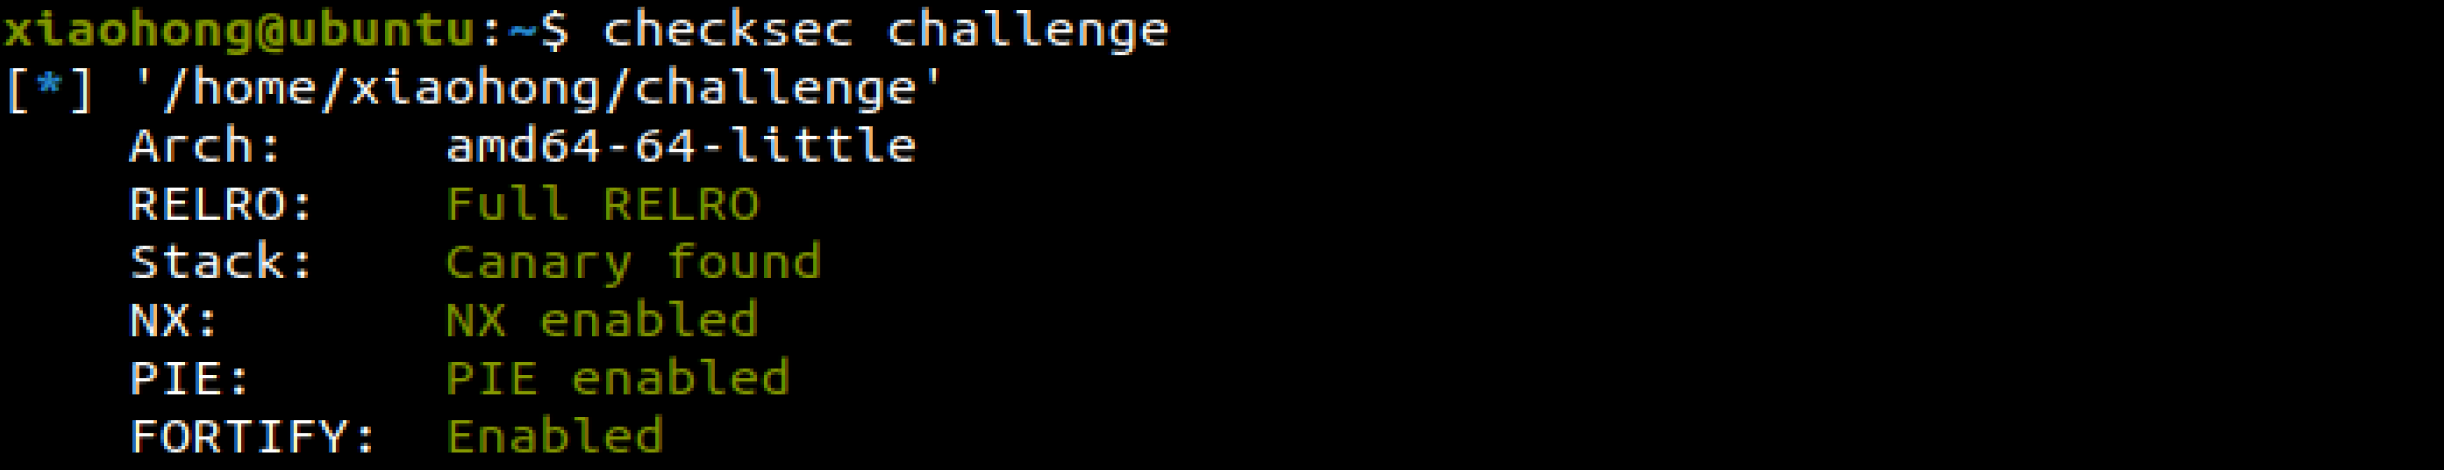 xiaohong@ubuntu:~$ checksec challenge
[*] '/home/xiaohong/challenge'
    Arch:     amd64-64-little
    RELRO:    Full RELRO
    Stack:    Canary found
    NX:       NX enabled
    PIE:      PIE enabled
    FORTIFY:  Enabled